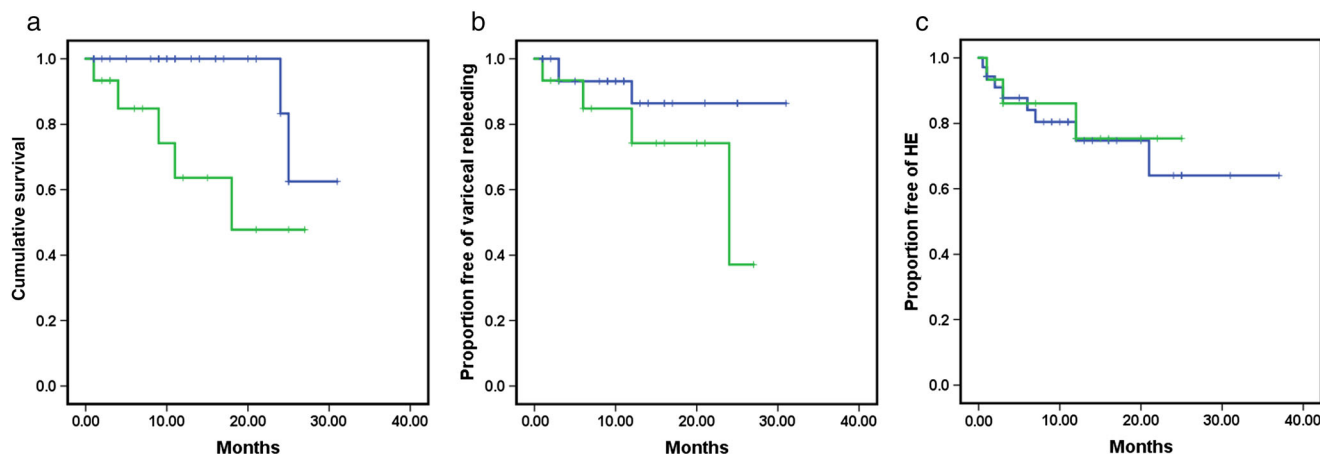 a
Cumulative survival
1.0
0.8
0.6
0.4
0.2
0.0
0.00 10.00 20.00 30.00 40.00
Months
b
Proportion free of variceal rebleeding
1.0
0.8
0.6
0.4
0.2
0.0
0.00 10.00 20.00 30.00 40.00
Months
c
Proportion free of HE
1.0
0.8
0.6
0.4
0.2
0.0
0.00 10.00 20.00 30.00 40.00
Months